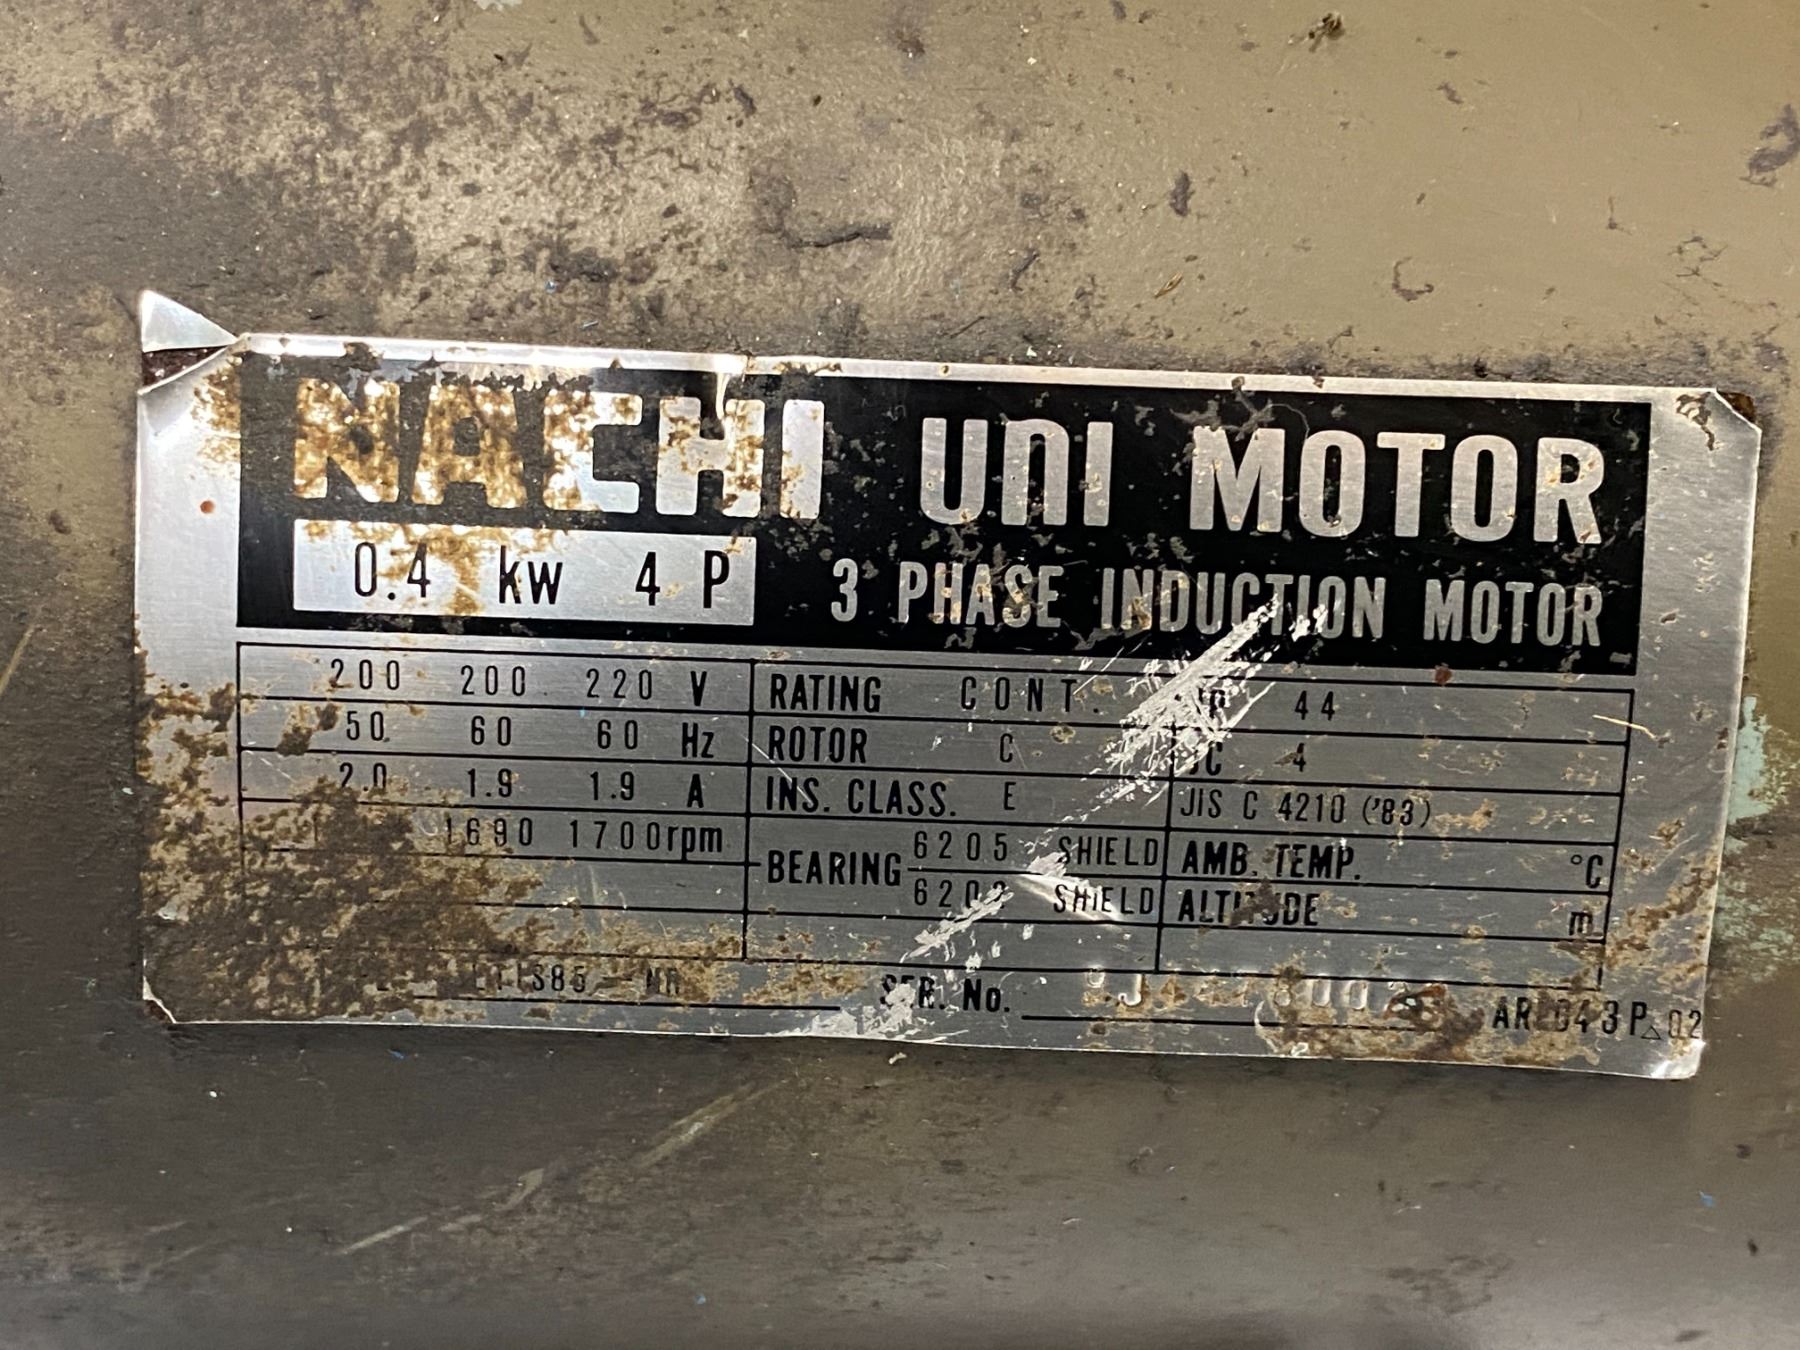 NACHI UNI MOTOR
0.4 kw 4 P 3 PHASE INDUCTION MOTOR
200 200 220 V RATING CONT. 44
50 60 60 Hz ROTOR C 4
2.0 1.9 1.9 A INS. CLASS. E JIS C 4210 ('83)
1690 1700rpm BEARING 6205 SHIELD AMB. TEMP. °C
SHIELD ALTITUDE m
SER. No.